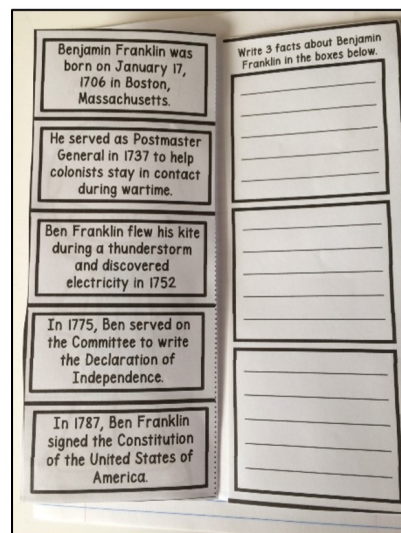 Benjamin Franklin was
born on January 17,
1706 in Boston,
Massachusetts.
He served as Postmaster
General in 1737 to help
colonists stay in contact
during wartime.
Ben Franklin flew his kite
during a thunderstorm
and discovered
electricity in 1752
In 1775, Ben served on
the Committee to write
the Declaration of
Independence.
In 1787, Ben Franklin
signed the Constitution
of the United States of
America.
Write 3 facts about Benjamin
Franklin in the boxes below.